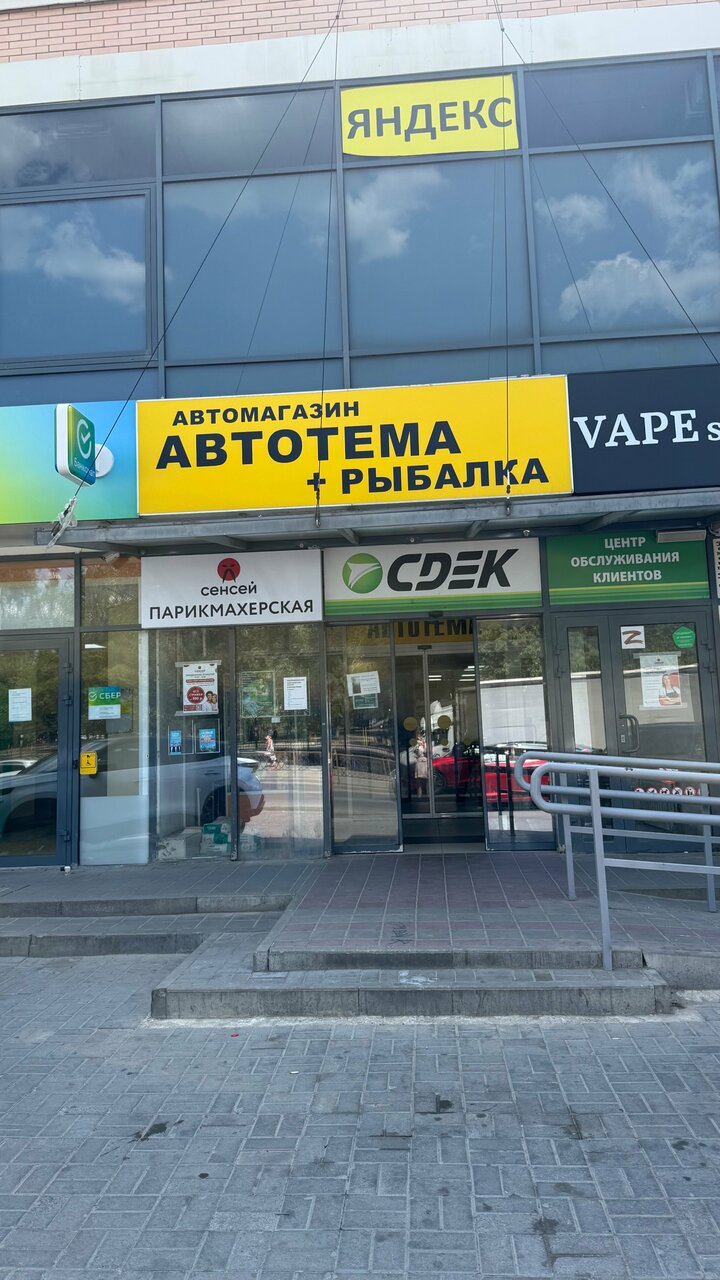 ЯНДЕКС
АВТОМАГАЗИН
АВТОТЕМА
+ РЫБАЛКА
VAPE s
сенсей
ПАРИКМАХЕРСКАЯ
CDEK
ЦЕНТР
ОБСЛУЖИВАНИЯ
КЛИЕНТОВ
АВТОТЕМА
СБЕР
Z